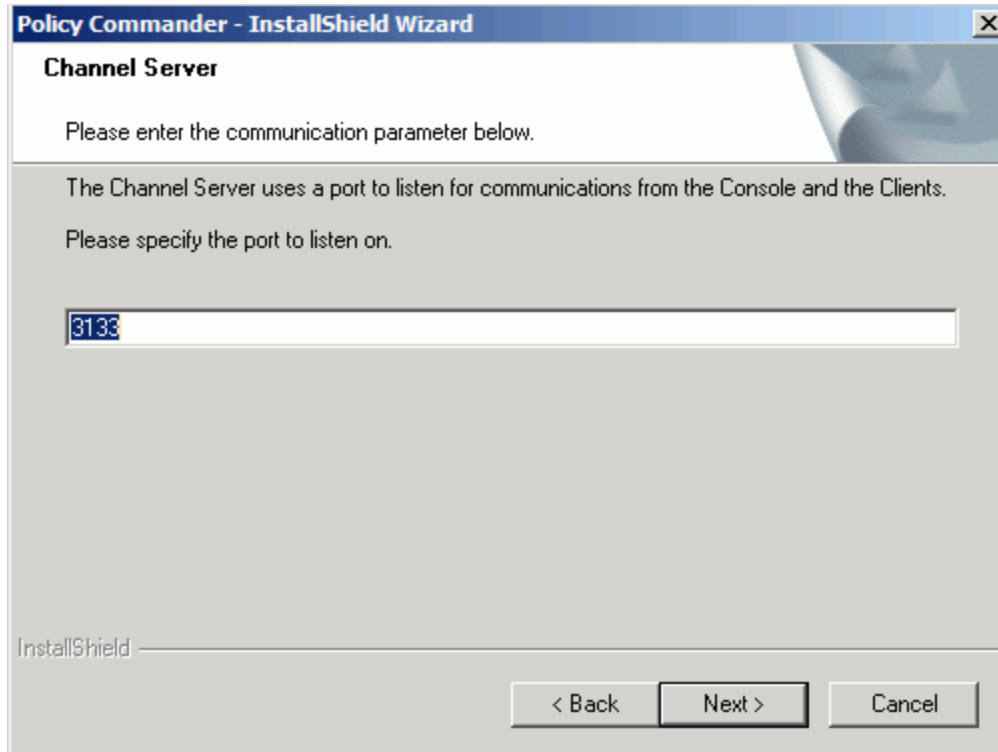 Policy Commander - InstallShield Wizard
Channel Server
Please enter the communication parameter below.
The Channel Server uses a port to listen for communications from the Console and the Clients.
Please specify the port to listen on.
3133
InstallShield
< Back Next > Cancel